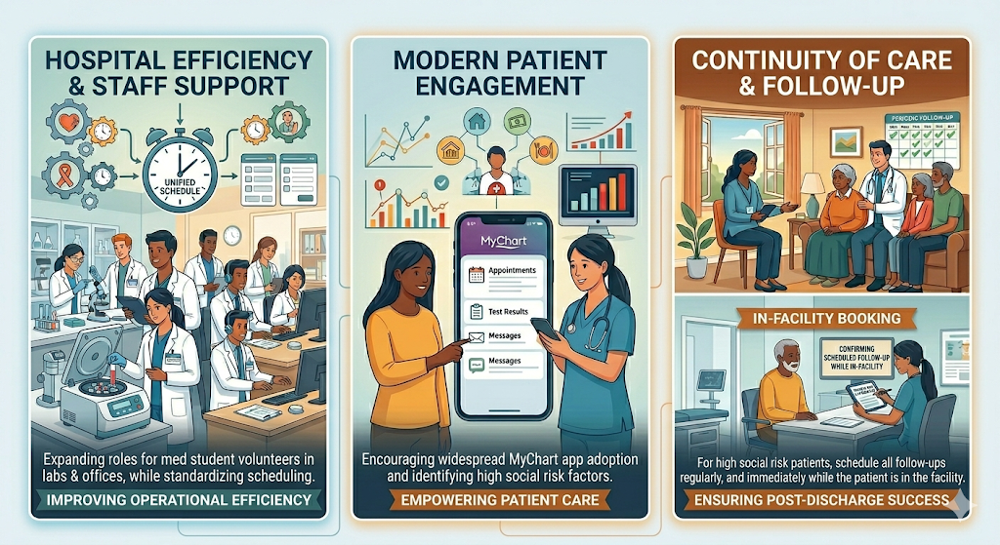 HOSPITAL EFFICIENCY
& STAFF SUPPORT
UNIFIED
SCHEDULE
Expanding roles for med student volunteers in
labs & offices, while standardizing scheduling.
IMPROVING OPERATIONAL EFFICIENCY
MODERN PATIENT
ENGAGEMENT
MyChart
Appointments
Test Results
Messages
Messages
Encouraging widespread MyChart app adoption
and identifying high social risk factors.
EMPOWERING PATIENT CARE
CONTINUITY OF CARE
& FOLLOW-UP
PERIODIC FOLLOW-UP
IN-FACILITY BOOKING
CONFIRMING
SCHEDULED FOLLOW-UP
WHILE IN-FACILITY
For high social risk patients, schedule all follow-ups
regularly, and immediately while the patient is in the facility.
ENSURING POST-DISCHARGE SUCCESS